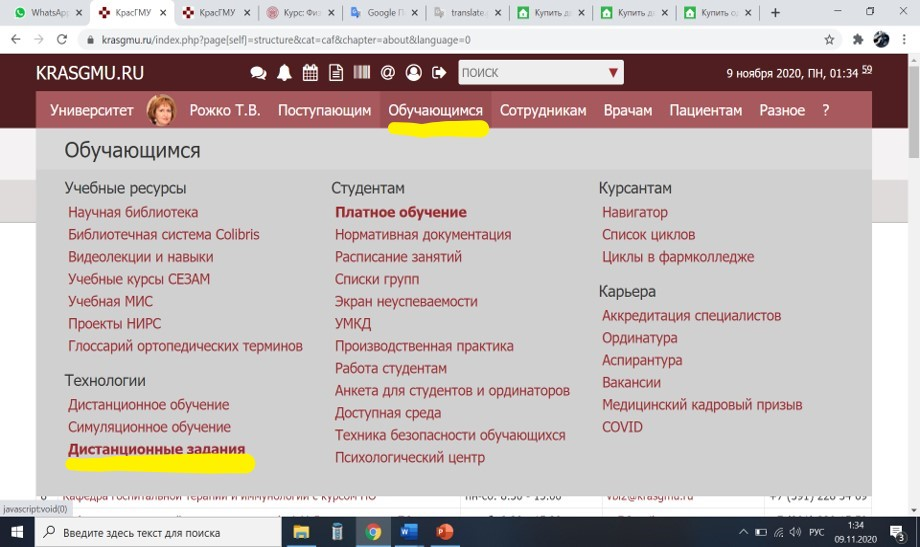 WhatsApp
КрасГМУ
КрасГМУ
Курс: Физ
Google П
translate.
Купить д
Купить д
Купить о
krasgmu.ru/index.php?page[self]=structure&cat=caf&chapter=about&language=0
KRASGMU.RU
ПОИСК
9 ноября 2020, ПН, 01:34 59
Университет Рожко Т.В. Поступающим Обучающимся Сотрудникам Врачам Пациентам Разное ?
Обучающимся
Учебные ресурсы
Научная библиотека
Библиотечная система Colibris
Видеолекции и навыки
Учебные курсы СЕЗАМ
Учебная МИС
Проекты НИРС
Глоссарий ортопедических терминов
Технологии
Дистанционное обучение
Симуляционное обучение
Дистанционные задания
Студентам
Платное обучение
Нормативная документация
Расписание занятий
Списки групп
Экран неуспеваемости
УМКД
Производственная практика
Работа студентам
Анкета для студентов и ординаторов
Доступная среда
Техника безопасности обучающихся
Психологический центр
Курсантам
Навигатор
Список циклов
Циклы в фармколледже
Карьера
Аккредитация специалистов
Ординатура
Аспирантура
Вакансии
Медицинский кадровый призыв
COVID
Кафедра госпитальной терапии и иммунологии с курсом ПО
пн-сб: 8.30 - 15.00
vbiz@krasgmu.ru
javascript:void(0)
Введите здесь текст для поиска
РУС
1:34
09.11.2020
3